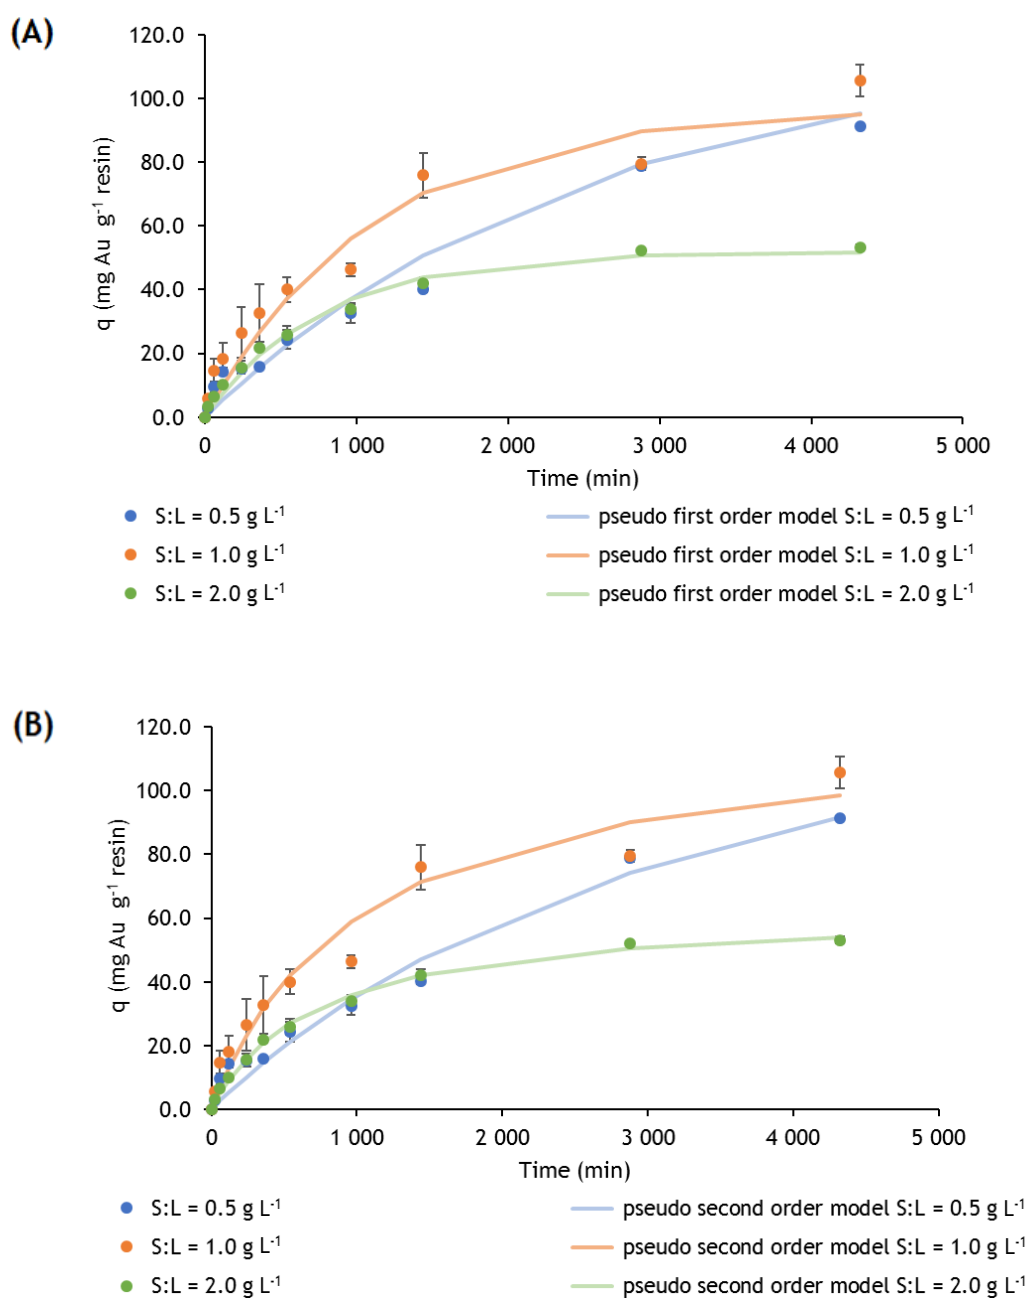 (A)
120.0
100.0
80.0
60.0
40.0
20.0
0.0
q (mg Au g⁻¹ resin)
0 1 000 2 000 3 000 4 000 5 000
Time (min)
S:L = 0.5 g L⁻¹ pseudo first order model S:L = 0.5 g L⁻¹
S:L = 1.0 g L⁻¹ pseudo first order model S:L = 1.0 g L⁻¹
S:L = 2.0 g L⁻¹ pseudo first order model S:L = 2.0 g L⁻¹
(B)
120.0
100.0
80.0
60.0
40.0
20.0
0.0
q (mg Au g⁻¹ resin)
0 1 000 2 000 3 000 4 000 5 000
Time (min)
S:L = 0.5 g L⁻¹ pseudo second order model S:L = 0.5 g L⁻¹
S:L = 1.0 g L⁻¹ pseudo second order model S:L = 1.0 g L⁻¹
S:L = 2.0 g L⁻¹ pseudo second order model S:L = 2.0 g L⁻¹